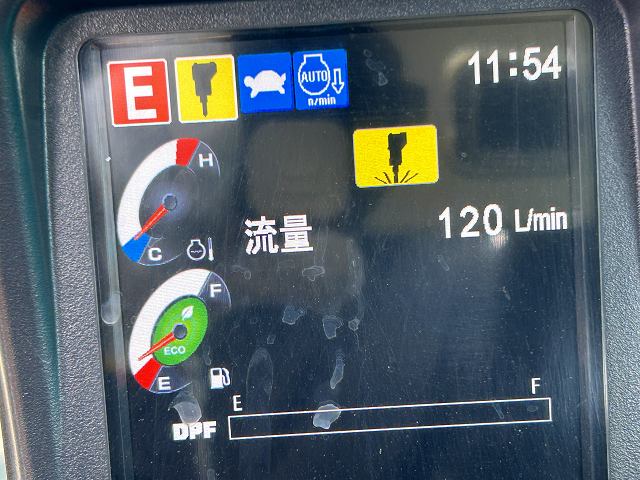 E
AUTO
n/min
11:54
H
C
流量 120 L/min
F
ECO
E
E F
DPF